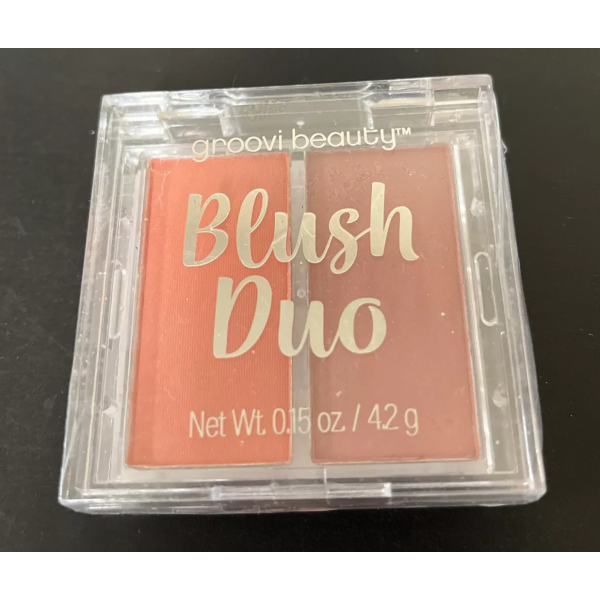 groovi beauty™
Blush
Duo
Net Wt. 0.15 oz. / 4.2 g